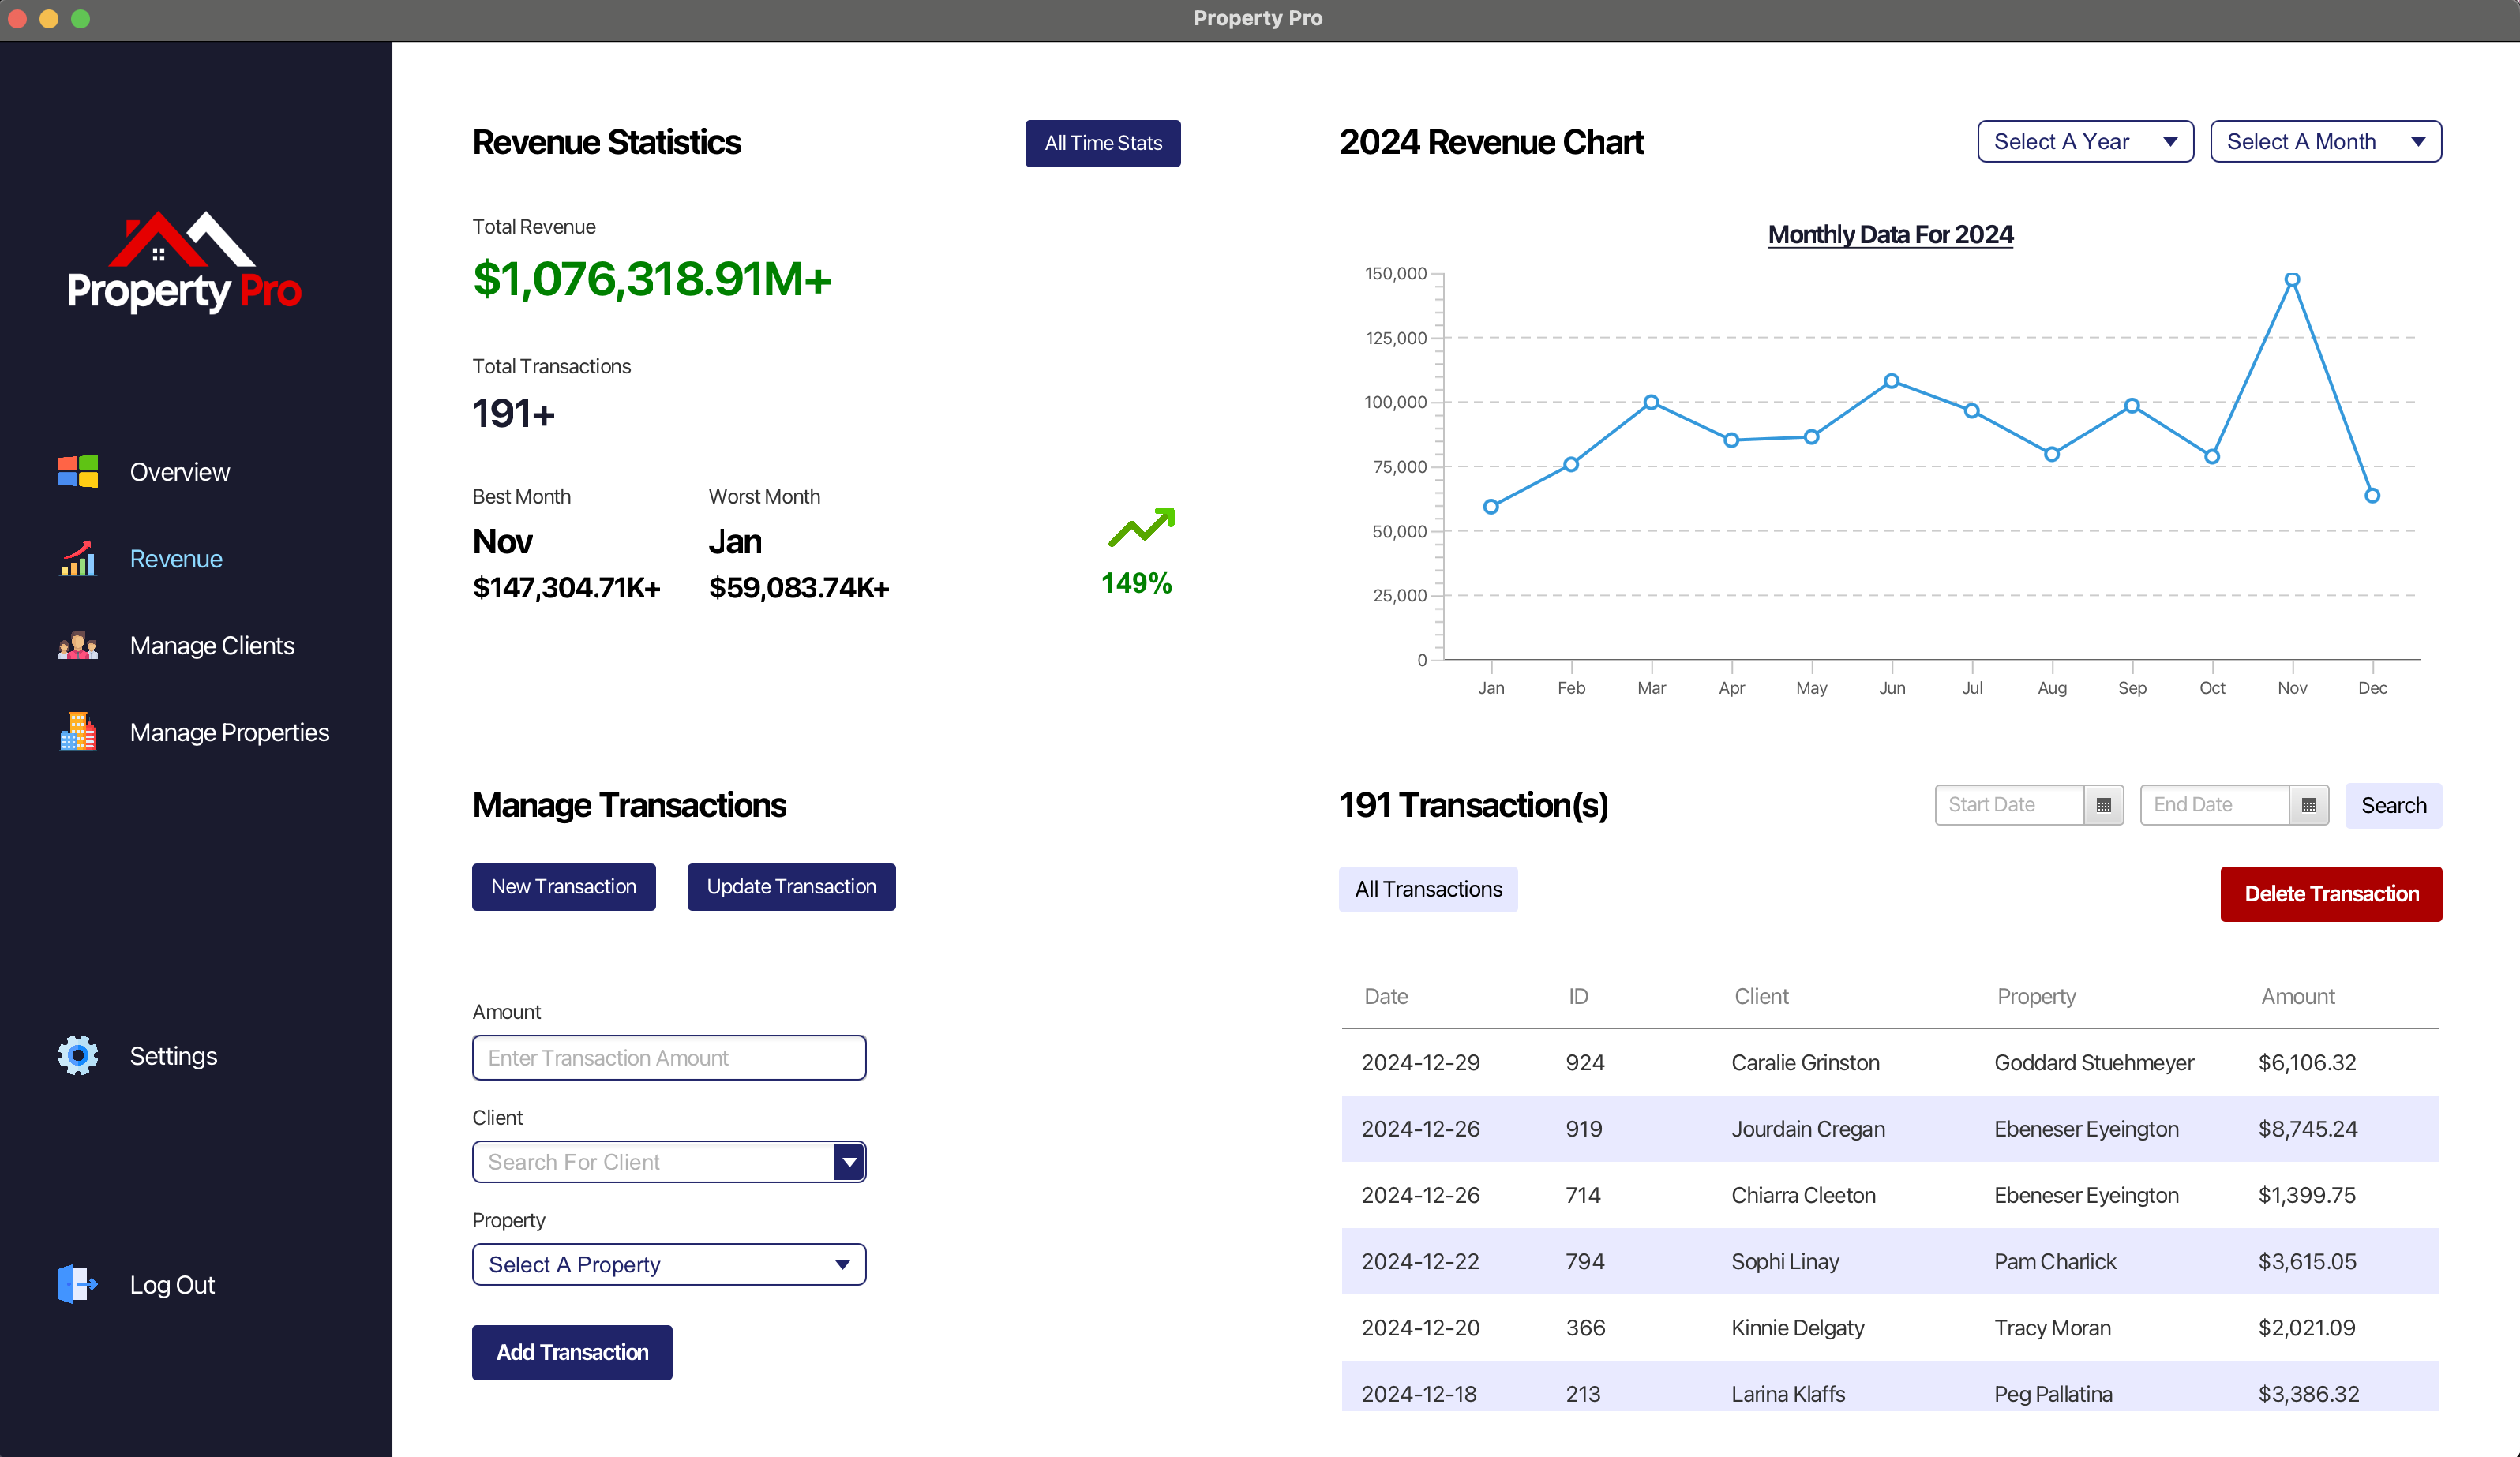 Property Pro
Property Pro
Overview
Revenue
Manage Clients
Manage Properties
Settings
Log Out
Revenue Statistics
All Time Stats
Total Revenue
$1,076,318.91M+
Total Transactions
191+
Best Month
Worst Month
Nov
Jan
$147,304.71K+
$59,083.74K+
149%
2024 Revenue Chart
Select A Year
Select A Month
Monthly Data For 2024
150,000
125,000
100,000
75,000
50,000
25,000
0
Jan Feb Mar Apr May Jun Jul Aug Sep Oct Nov Dec
Manage Transactions
New Transaction
Update Transaction
Amount
Enter Transaction Amount
Client
Search For Client
Property
Select A Property
Add Transaction
191 Transaction(s)
Start Date
End Date
Search
All Transactions
Delete Transaction
Date ID Client Property Amount
2024-12-29 924 Caralie Grinston Goddard Stuehmeyer $6,106.32
2024-12-26 919 Jourdain Cregan Ebeneser Eyeington $8,745.24
2024-12-26 714 Chiarra Cleeton Ebeneser Eyeington $1,399.75
2024-12-22 794 Sophi Linay Pam Charlick $3,615.05
2024-12-20 366 Kinnie Delgaty Tracy Moran $2,021.09
2024-12-18 213 Larina Klaffs Peg Pallatina $3,386.32